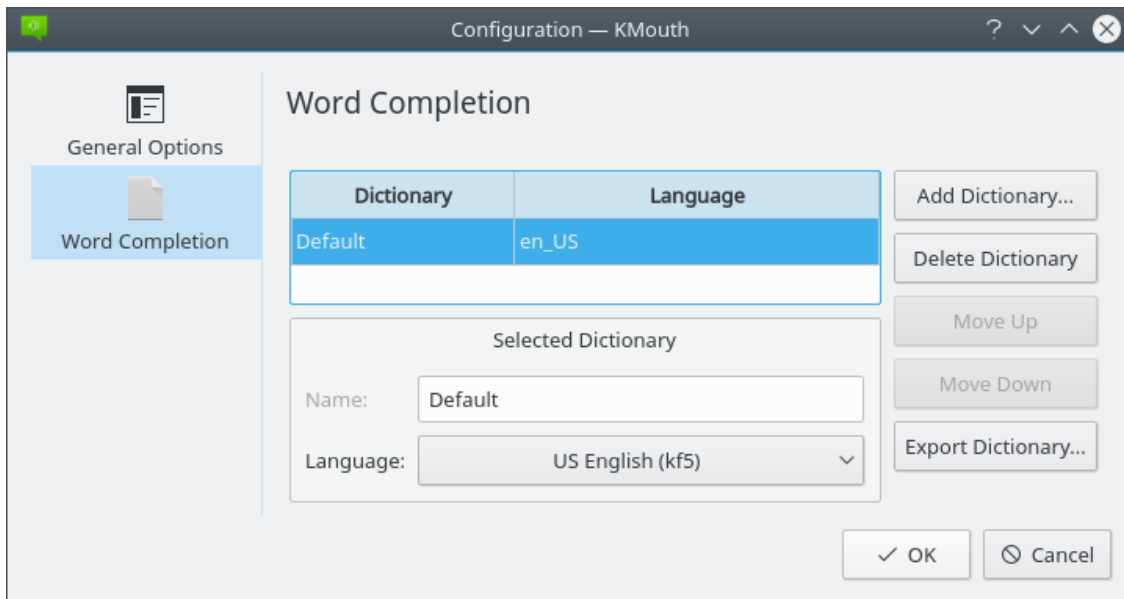 Configuration — KMouth
General Options
Word Completion
Word Completion
Dictionary Language
Default en_US
Selected Dictionary
Name: Default
Language: US English (kf5)
Add Dictionary...
Delete Dictionary
Move Up
Move Down
Export Dictionary...
OK Cancel